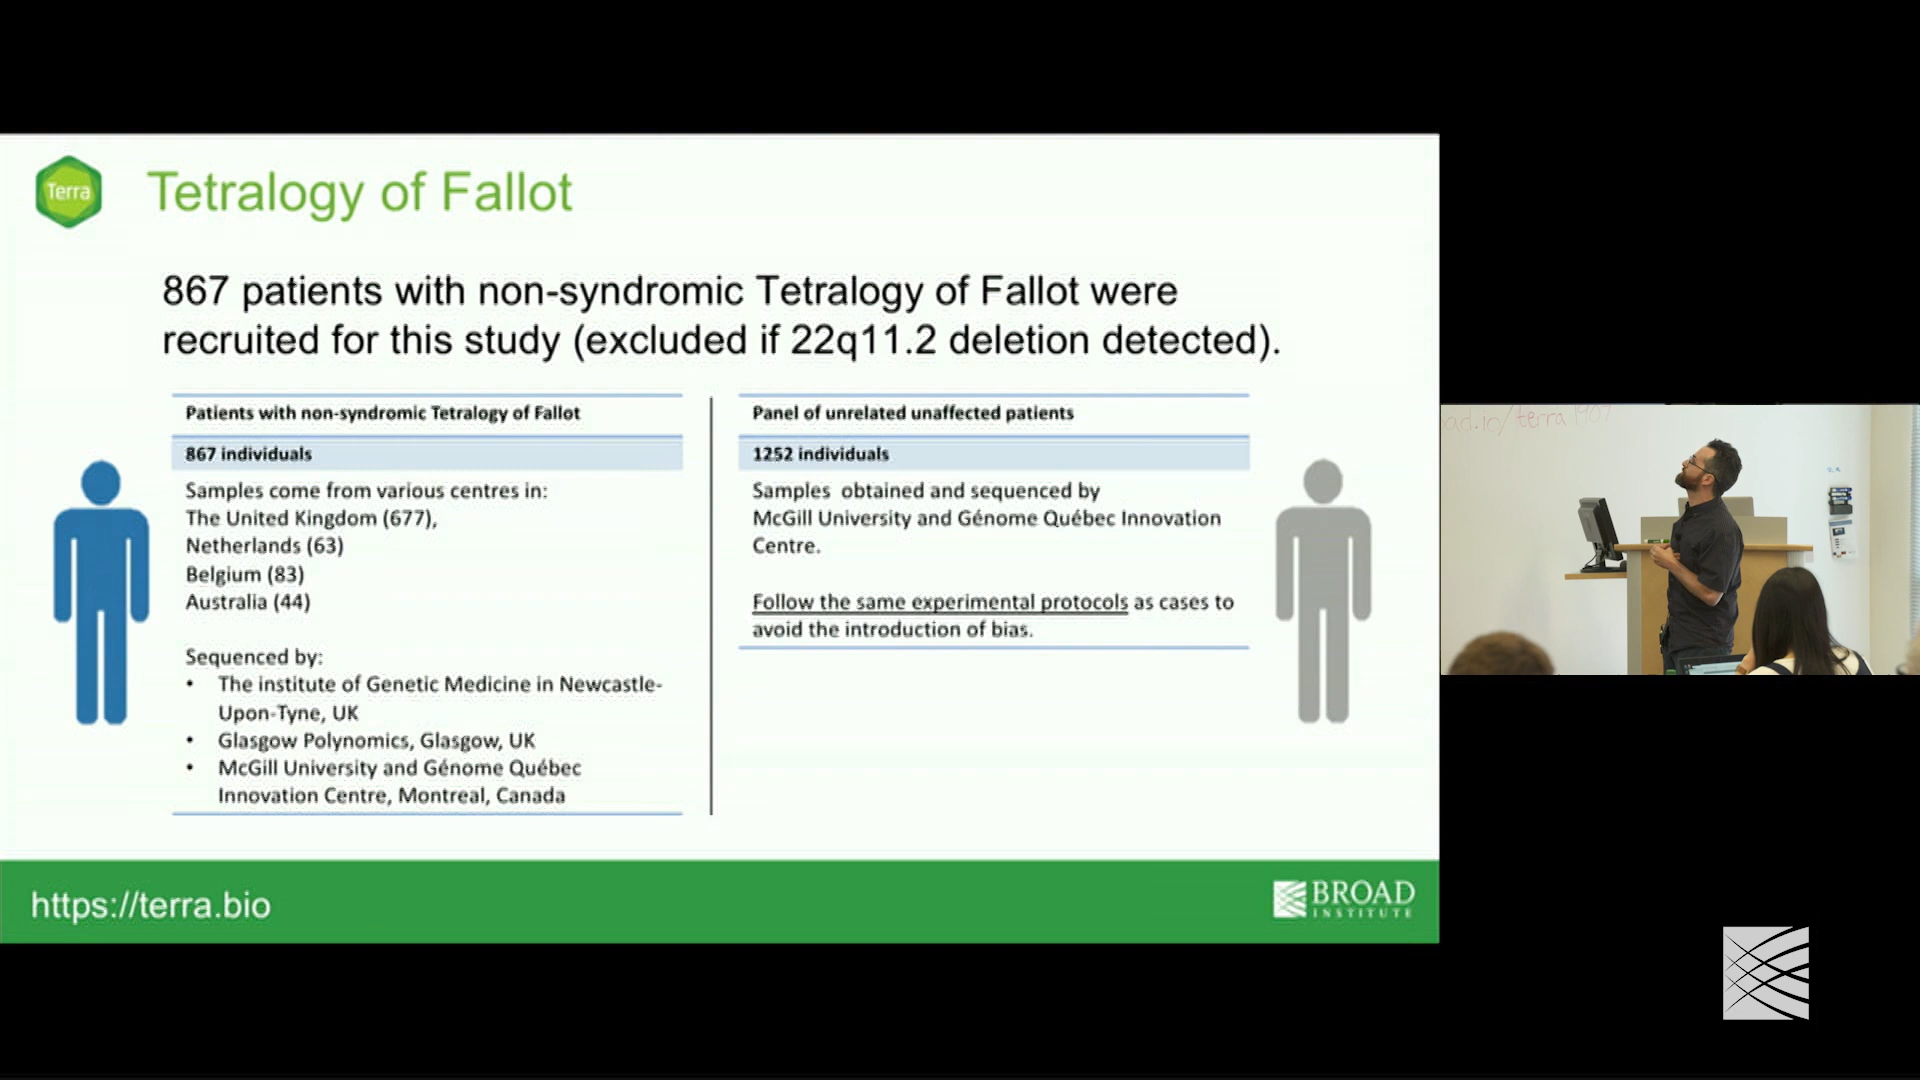 Terra
Tetralogy of Fallot
867 patients with non-syndromic Tetralogy of Fallot were
recruited for this study (excluded if 22q11.2 deletion detected).
Patients with non-syndromic Tetralogy of Fallot
867 individuals
Samples come from various centres in:
The United Kingdom (677),
Netherlands (63)
Belgium (83)
Australia (44)
Sequenced by:
• The institute of Genetic Medicine in Newcastle-
Upon-Tyne, UK
• Glasgow Polynomics, Glasgow, UK
• McGill University and Génome Québec
Innovation Centre, Montreal, Canada
Panel of unrelated unaffected patients
1252 individuals
Samples obtained and sequenced by
McGill University and Génome Québec Innovation
Centre.
Follow the same experimental protocols as cases to
avoid the introduction of bias.
https://terra.bio
BROAD
INSTITUTE